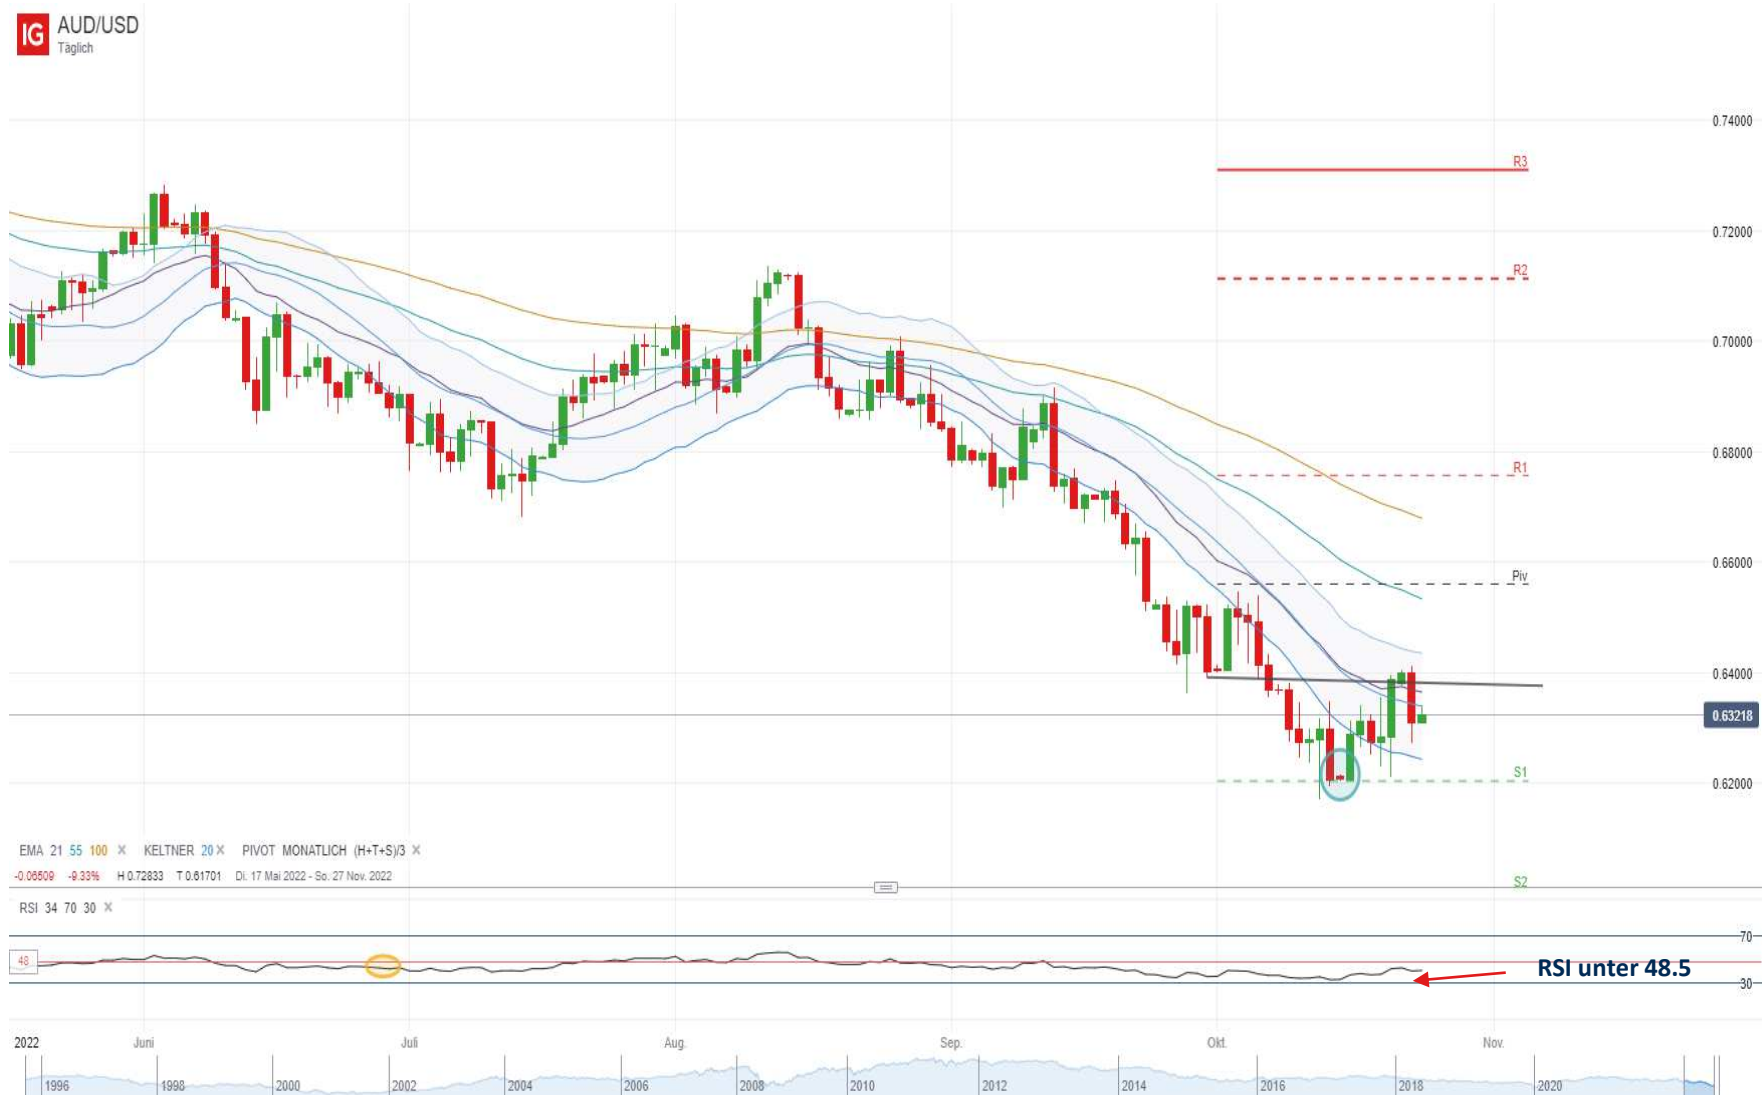 IG AUD/USD
Täglich
0.74000
R3
0.72000
R2
0.70000
0.68000
R1
0.66000
Piv
0.64000
0.63218
S1
0.62000
EMA 21 55 100 × KELTNER 20 × PIVOT MONATLICH (H+T+S)/3 ×
-0.06509 -9.33% H 0.72833 T 0.61701 Di. 17 Mai 2022 - So. 27 Nov. 2022
S2
RSI 34 70 30 ×
70
48
RSI unter 48.5
30
2022 Juni Juli Aug. Sep. Okt. Nov.
1996 1998 2000 2002 2004 2006 2008 2010 2012 2014 2016 2018 2020